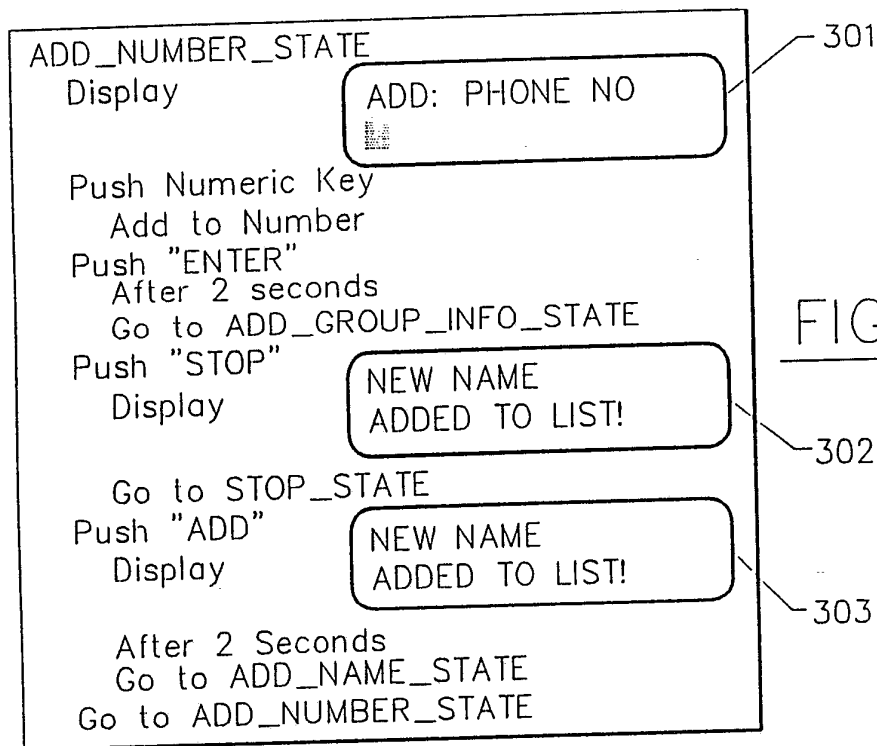 ADD_NUMBER_STATE
301
Display
ADD: PHONE NO
Push Numeric Key
Add to Number
Push "ENTER"
After 2 seconds
Go to ADD_GROUP_INFO_STATE
FIG
Push "STOP"
Display
NEW NAME
ADDED TO LIST!
302
Go to STOP_STATE
Push "ADD"
Display
NEW NAME
ADDED TO LIST!
303
After 2 Seconds
Go to ADD_NAME_STATE
Go to ADD_NUMBER_STATE